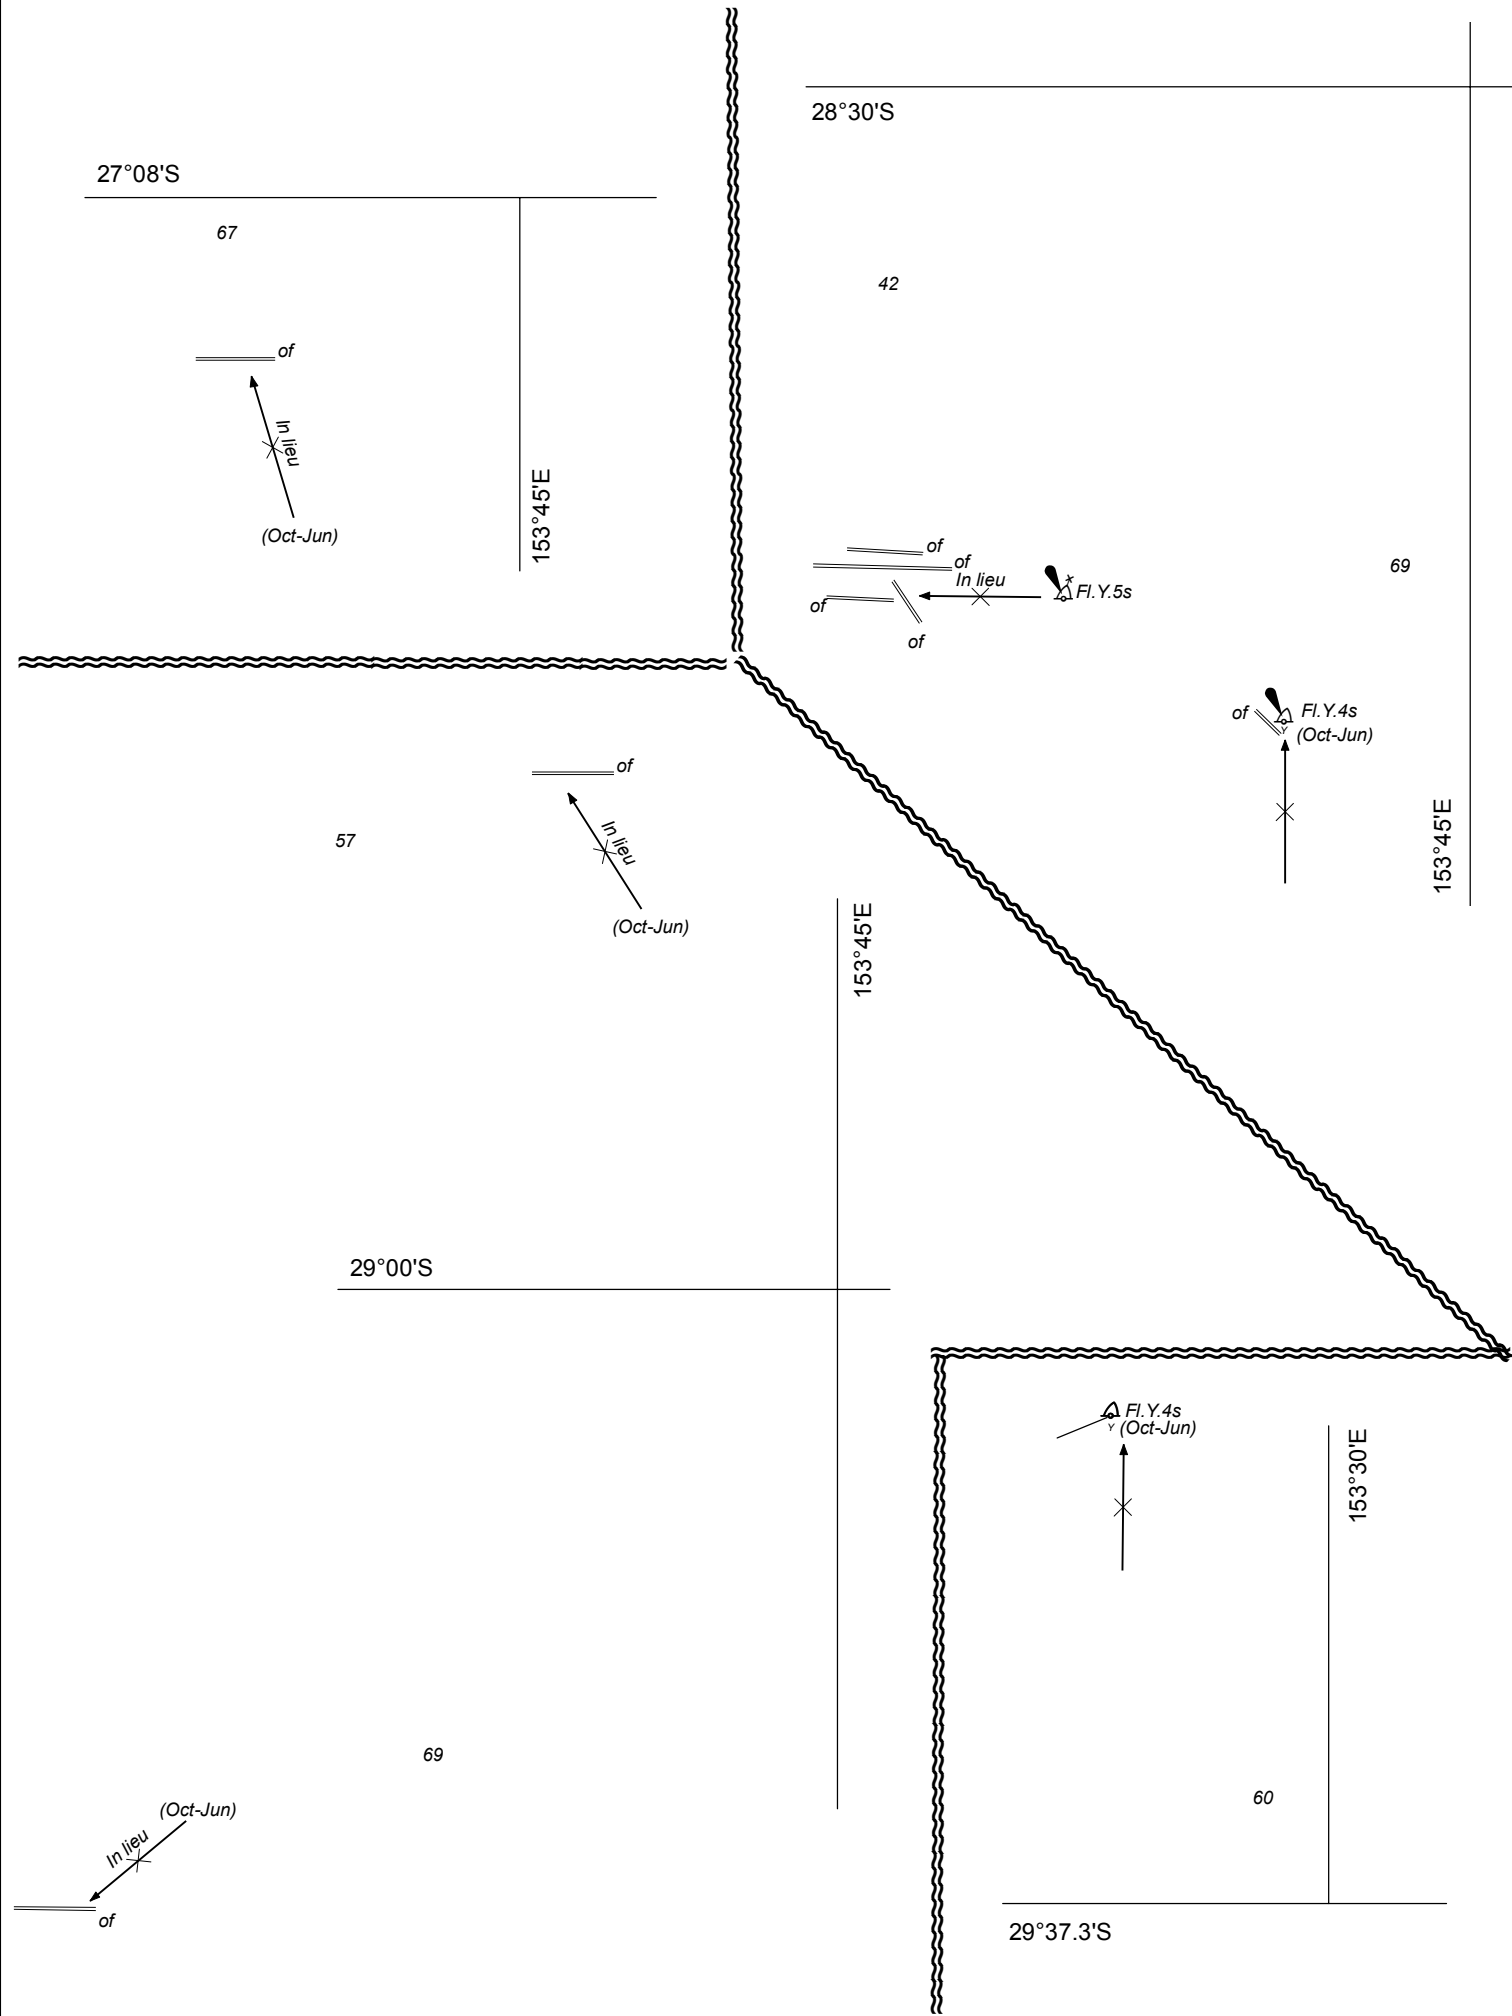 27°08'S
67
of
In lieu
(Oct-Jun)
153°45'E
28°30'S
42
of
of
In lieu
Fl.Y.5s
of
of
69
of
Fl.Y.4s
Y
(Oct-Jun)
153°45'E
of
57
In lieu
(Oct-Jun)
153°45'E
29°00'S
69
(Oct-Jun)
In lieu
of
Fl.Y.4s
Y (Oct-Jun)
153°30'E
60
29°37.3'S